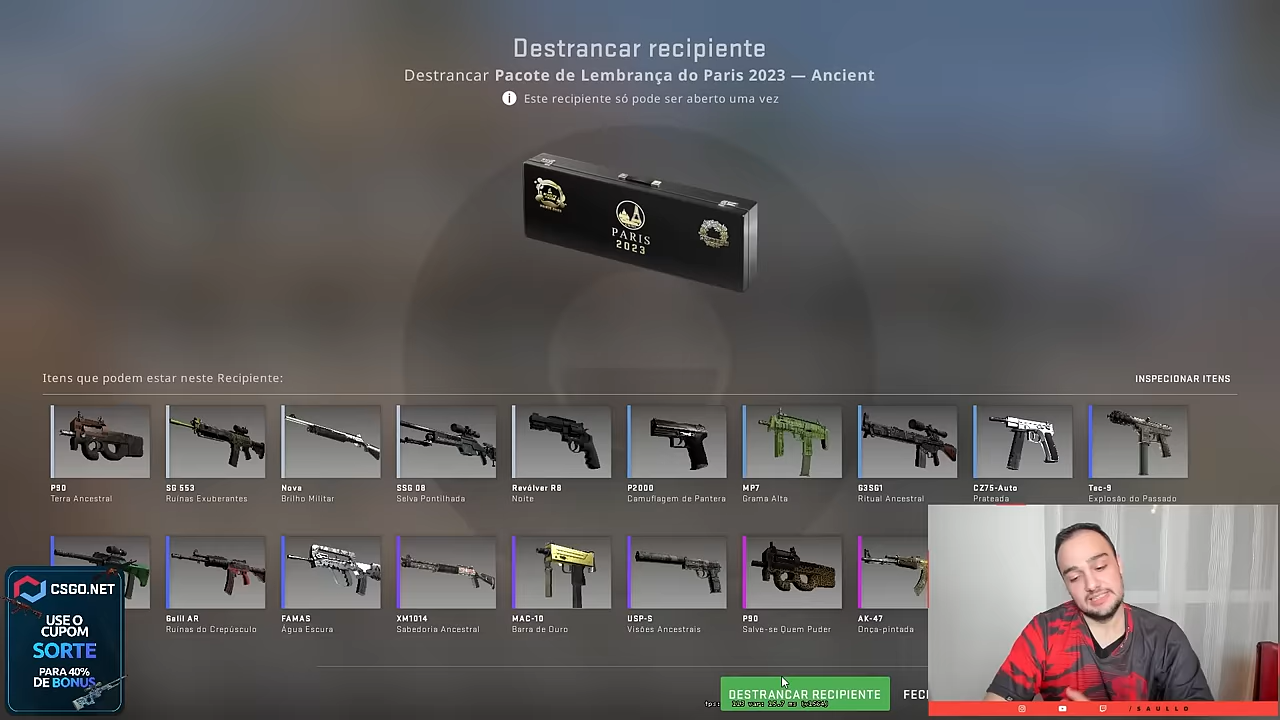 Destrancar recipiente
Destrancar Pacote de Lembrança do Paris 2023 — Ancient
Este recipiente só pode ser aberto uma vez
PARIS
2023
Itens que podem estar neste Recipiente:
INSPECIONAR ITENS
P90
Terra Ancestral
SG 553
Ruínas Exuberantes
Nova
Brilho Militar
SSG 08
Selva Pontilhada
Revólver R8
Noite
P2000
Camuflagem de Pantera
MP7
Grama Alta
G3SG1
Ritual Ancestral
CZ75-Auto
Prateada
Tec-9
Explosão do Passado
Galil AR
Ruínas do Crepúsculo
FAMAS
Água Escura
XM1014
Sabedoria Ancestral
MAC-10
Barra de Ouro
USP-S
Visões Ancestrais
P90
Salve-se Quem Puder
AK-47
Onça-pintada
CSGO.NET
USE O
CUPOM
SORTE
PARA 40%
DE BONUS
DESTRANCAR RECIPIENTE
FEC
/SAULLO